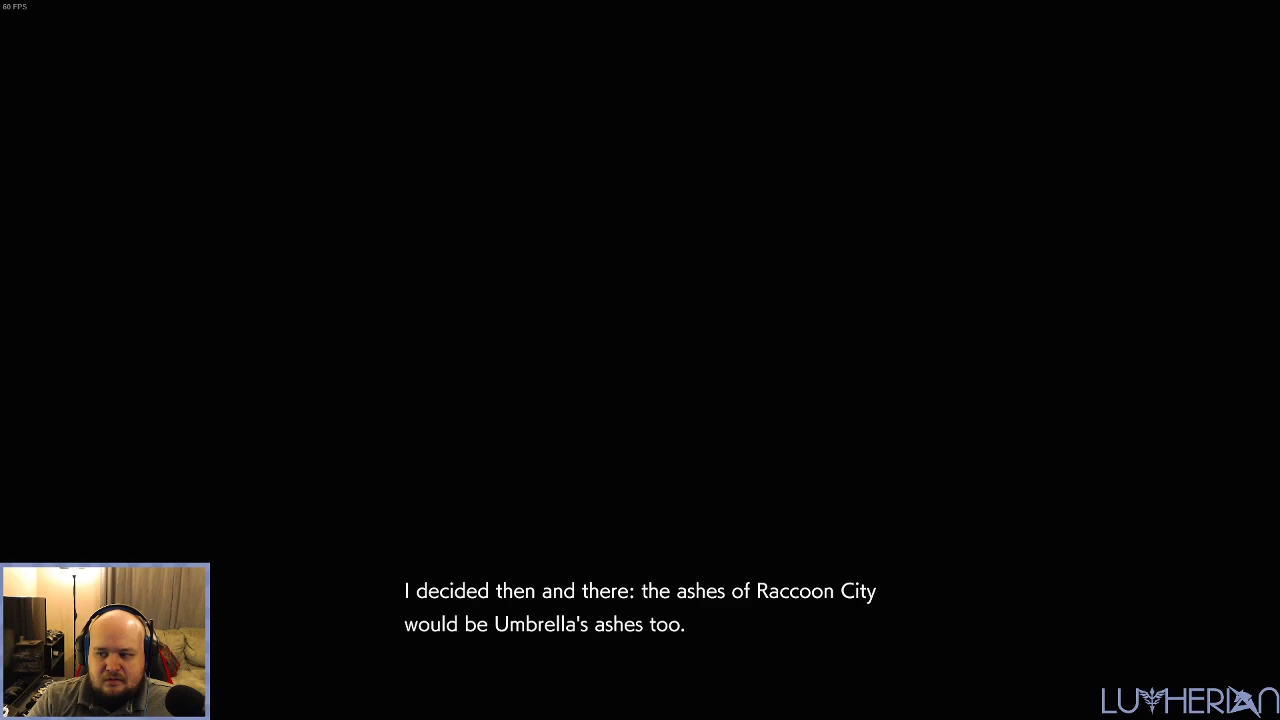 60 FPS
I decided then and there: the ashes of Raccoon City
would be Umbrella's ashes too.
LUTHERIAN